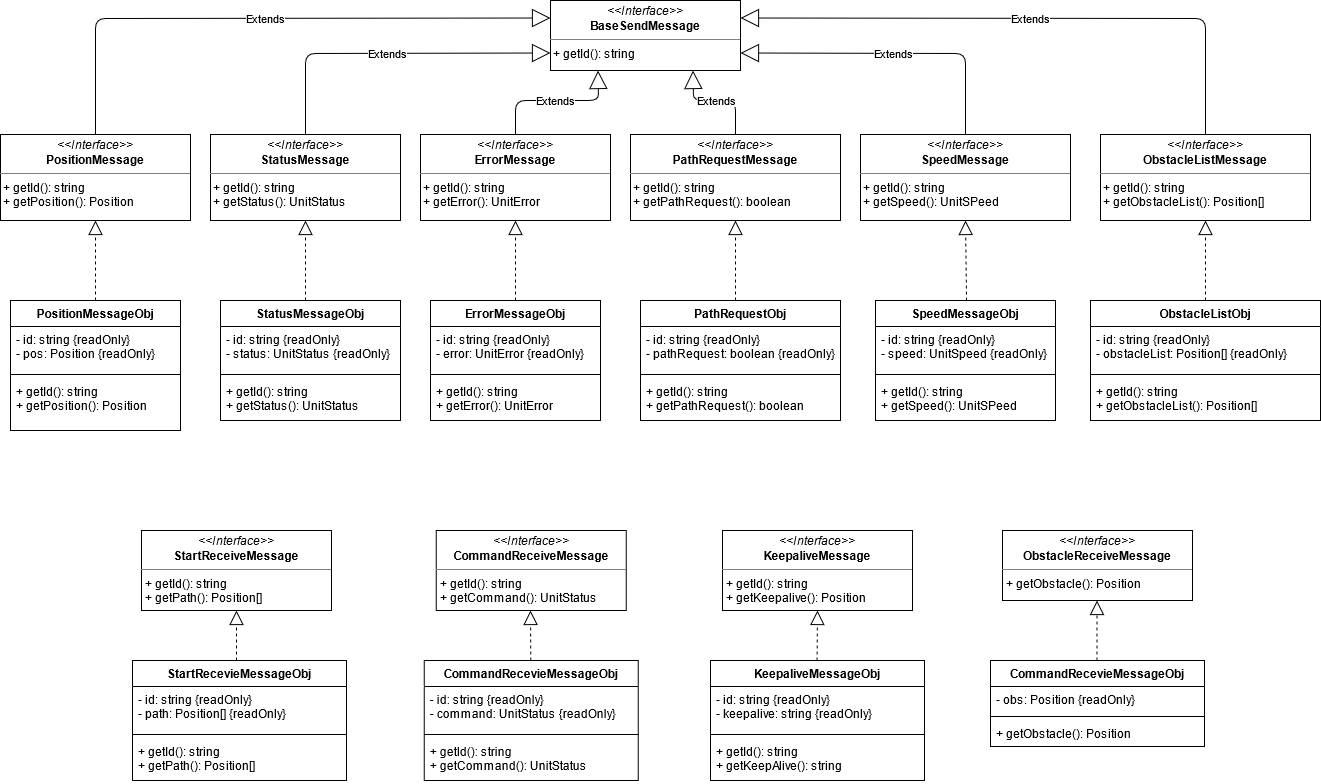 <<Interface>>
BaseSendMessage
+ getId(): string
Extends
Extends
Extends
Extends
Extends
Extends
<<Interface>>
PositionMessage
+ getId(): string
+ getPosition(): Position
<<Interface>>
StatusMessage
+ getId(): string
+ getStatus(): UnitStatus
<<Interface>>
ErrorMessage
+ getId(): string
+ getError(): UnitError
<<Interface>>
PathRequestMessage
+ getId(): string
+ getPathRequest(): boolean
<<Interface>>
SpeedMessage
+ getId(): string
+ getSpeed(): UnitSPeed
<<Interface>>
ObstacleListMessage
+ getId(): string
+ getObstacleList(): Position[]
PositionMessageObj
- id: string {readOnly}
- pos: Position {readOnly}
+ getId(): string
+ getPosition(): Position
StatusMessageObj
- id: string {readOnly}
- status: UnitStatus {readOnly}
+ getId(): string
+ getStatus(): UnitStatus
ErrorMessageObj
- id: string {readOnly}
- error: UnitError {readOnly}
+ getId(): string
+ getError(): UnitError
PathRequestObj
- id: string {readOnly}
- pathRequest: boolean {readOnly}
+ getId(): string
+ getPathRequest(): boolean
SpeedMessageObj
- id: string {readOnly}
- speed: UnitSpeed {readOnly}
+ getId(): string
+ getSpeed(): UnitSPeed
ObstacleListObj
- id: string {readOnly}
- obstacleList: Position[] {readOnly}
+ getId(): string
+ getObstacleList(): Position[]
<<Interface>>
StartReceiveMessage
+ getId(): string
+ getPath(): Position[]
<<Interface>>
CommandReceiveMessage
+ getId(): string
+ getCommand(): UnitStatus
<<Interface>>
KeepaliveMessage
+ getId(): string
+ getKeepalive(): Position
<<Interface>>
ObstacleReceiveMessage
+ getObstacle(): Position
StartRecevieMessageObj
- id: string {readOnly}
- path: Position[] {readOnly}
+ getId(): string
+ getPath(): Position[]
CommandRecevieMessageObj
- id: string {readOnly}
- command: UnitStatus {readOnly}
+ getId(): string
+ getCommand(): UnitStatus
KeepaliveMessageObj
- id: string {readOnly}
- keepalive: string {readOnly}
+ getId(): string
+ getKeepAlive(): string
CommandRecevieMessageObj
- obs: Position {readOnly}
+ getObstacle(): Position